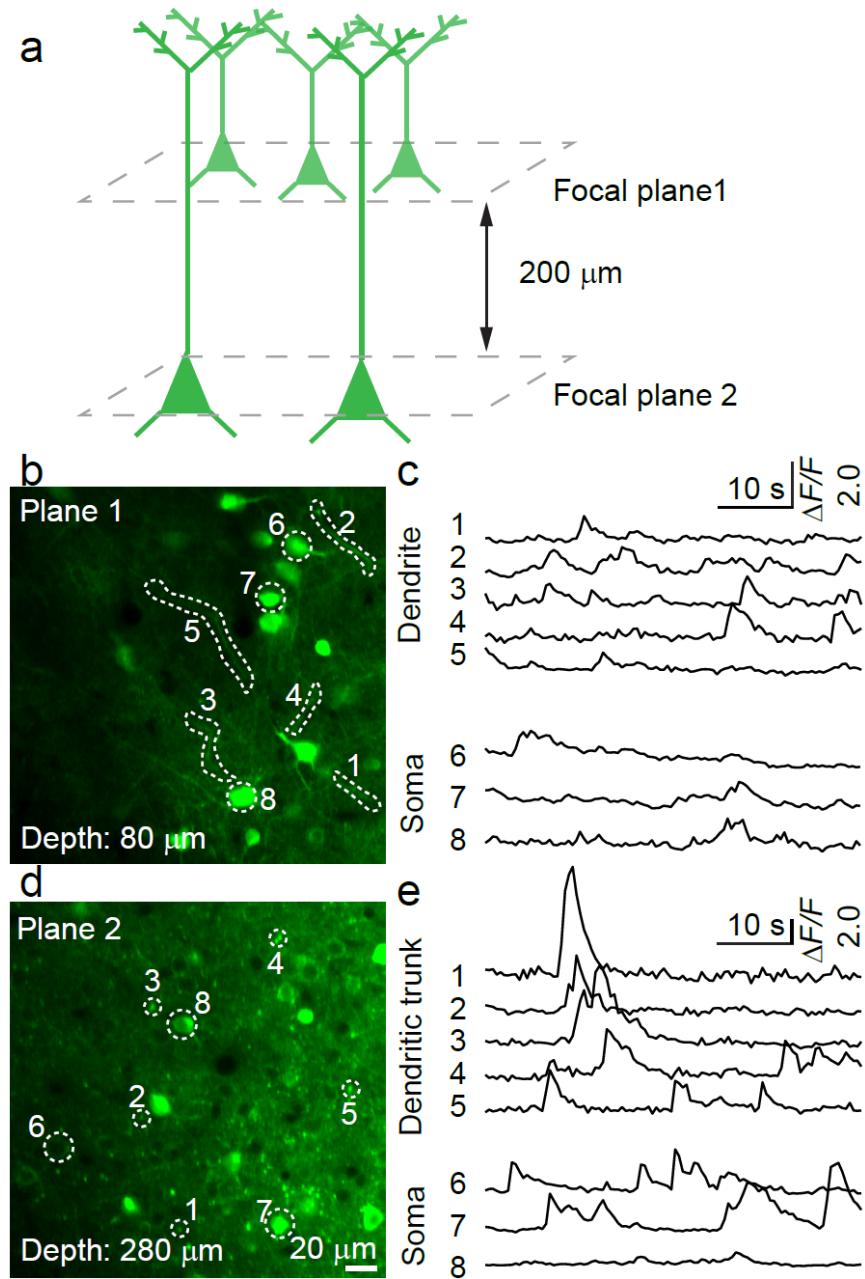 a
Focal plane1
200 μm
Focal plane 2
b
Plane 1
6
2
7
5
3
4
1
8
Depth: 80 μm
c
10 s
ΔF/F
2.0
Dendrite
1
2
3
4
5
Soma
6
7
8
d
Plane 2
4
3
8
2
5
6
1
7
Depth: 280 μm
20 μm
e
10 s
ΔF/F
2.0
Dendritic trunk
1
2
3
4
5
Soma
6
7
8